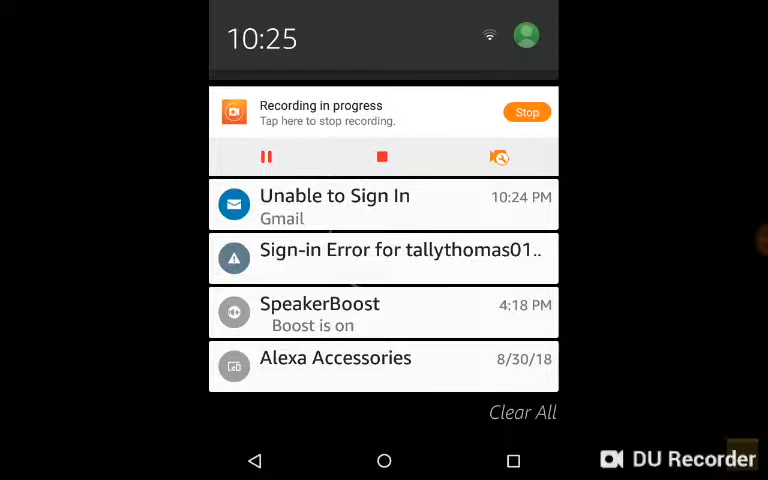 10:25
Recording in progress
Tap here to stop recording.
Stop
Unable to Sign In
10:24 PM
Gmail
Sign-in Error for tallythomas01..
SpeakerBoost
4:18 PM
Boost is on
Alexa Accessories
8/30/18
Clear All
DU Recorder